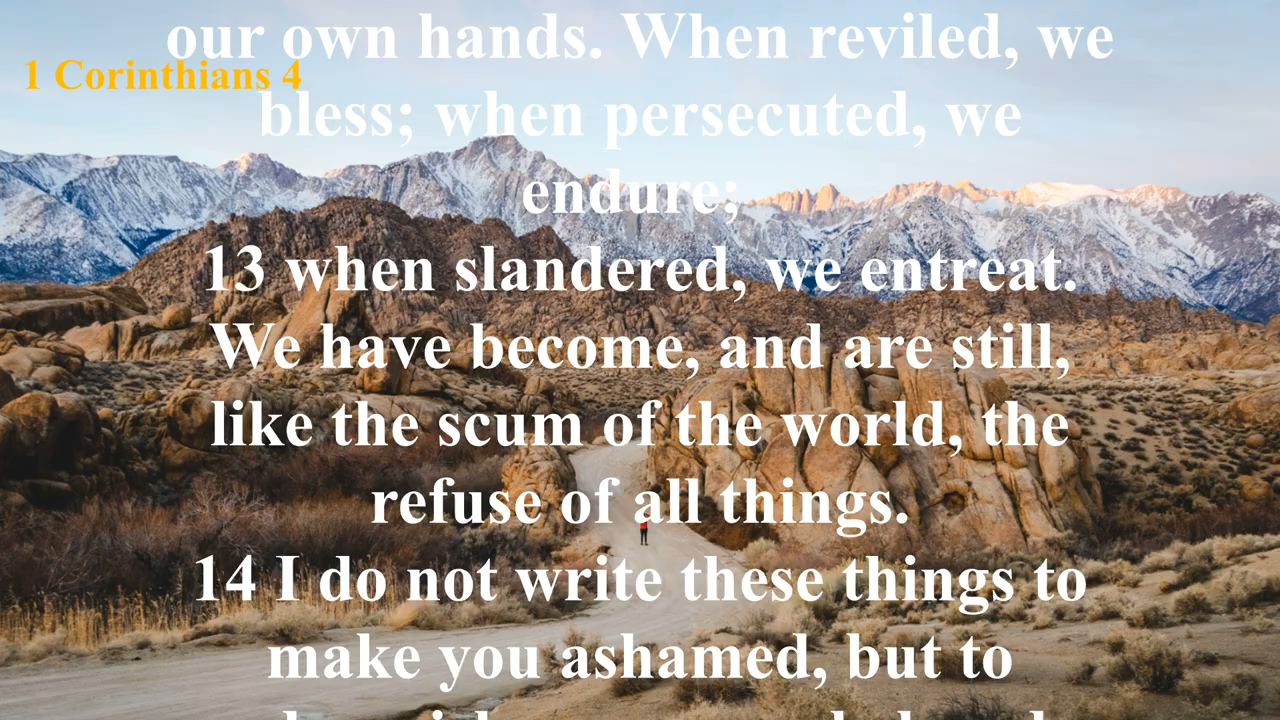 our own hands. When reviled, we
1 Corinthians 4
bless; when persecuted, we
endure;
13 when slandered, we entreat.
We have become, and are still,
like the scum of the world, the
refuse of all things.
14 I do not write these things to
make you ashamed, but to